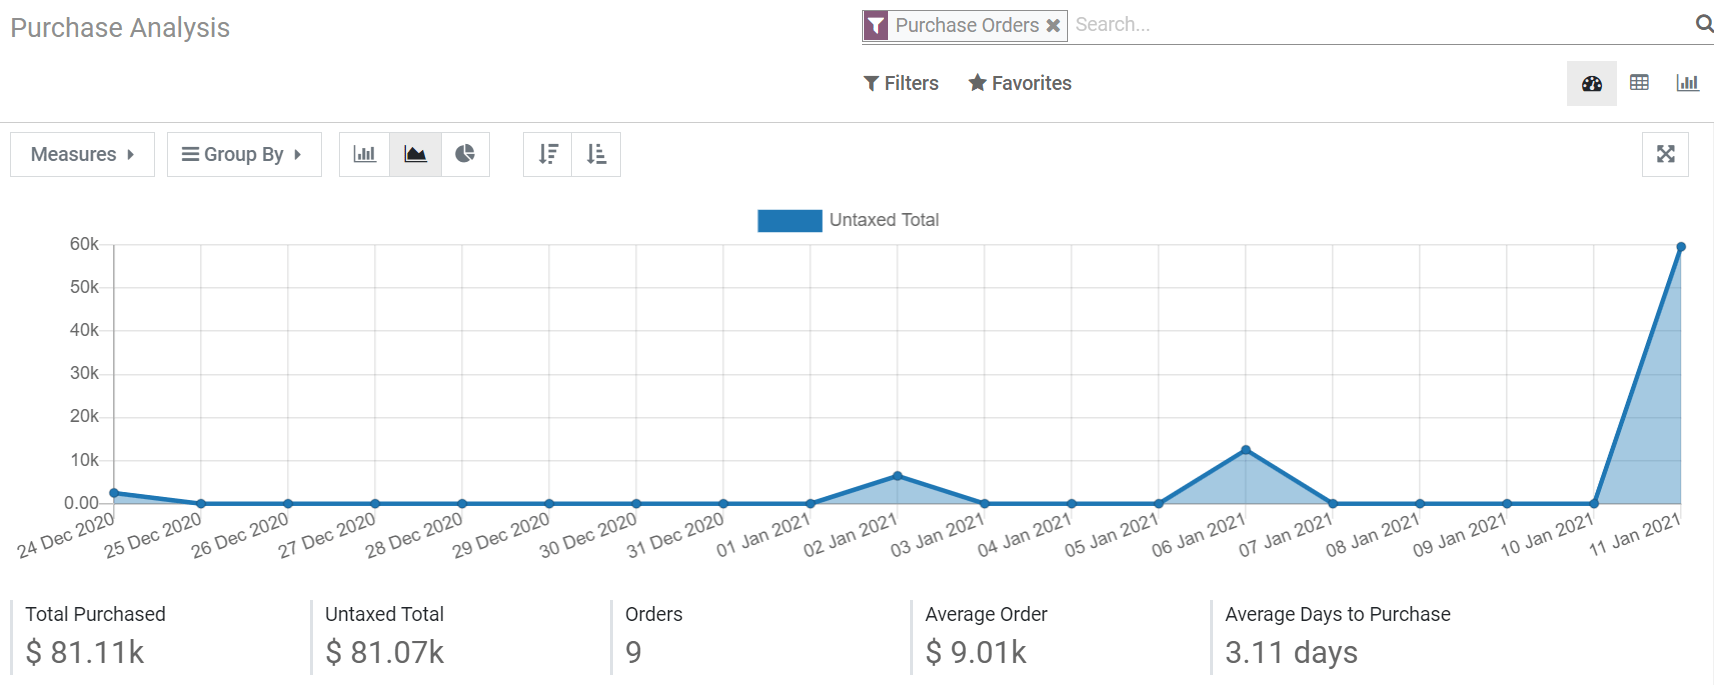 Purchase Analysis
Purchase Orders Search...
Filters Favorites
Measures Group By
Untaxed Total
60k
50k
40k
30k
20k
10k
0.00
24 Dec 2020 25 Dec 2020 26 Dec 2020 27 Dec 2020 28 Dec 2020 29 Dec 2020 30 Dec 2020 31 Dec 2020 01 Jan 2021 02 Jan 2021 03 Jan 2021 04 Jan 2021 05 Jan 2021 06 Jan 2021 07 Jan 2021 08 Jan 2021 09 Jan 2021 10 Jan 2021 11 Jan 2021
Total Purchased Untaxed Total Orders Average Order Average Days to Purchase
$ 81.11k $ 81.07k 9 $ 9.01k 3.11 days